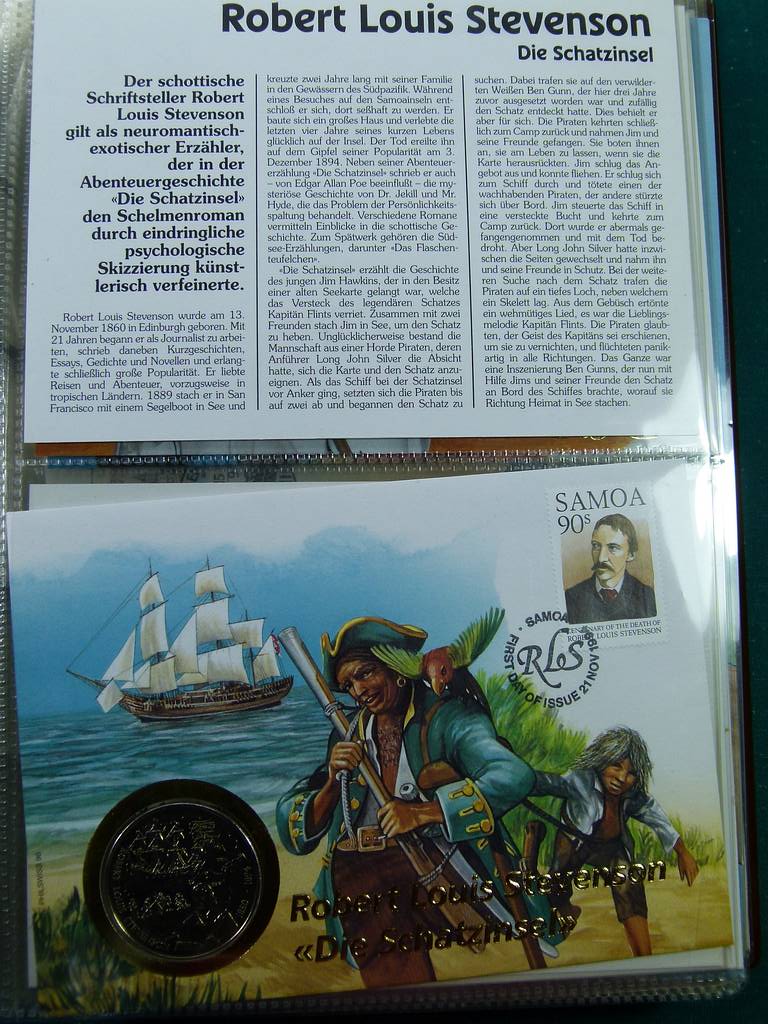 Robert Louis Stevenson
Die Schatzinsel
Der schottische
Schriftsteller Robert
Louis Stevenson
gilt als neuromantisch-
exotischer Erzähler,
der in der
Abenteuergeschichte
«Die Schatzinsel»
den Schelmenroman
durch eindringliche
psychologische
Skizzierung künst-
lerisch verfeinerte.
Robert Louis Stevenson wurde am 13.
November 1860 in Edinburgh geboren. Mit
21 Jahren begann er als Journalist zu arbei-
ten, schrieb daneben Kurzgeschichten,
Essays, Gedichte und Novellen und erlang-
te schließlich große Popularität. Er liebte
Reisen und Abenteuer, vorzugsweise in
tropischen Ländern. 1889 stach er in San
Francisco mit einem Segelboot in See und
kreuzte zwei Jahre lang mit seiner Familie
in den Gewässern des Südpazifik. Während
eines Besuches auf den Samoainseln ent-
schloß er sich, dort seßhaft zu werden. Er
baute sich ein großes Haus und verlebte die
letzten vier Jahre seines kurzen Lebens
glücklich auf der Insel. Der Tod ereilte ihn
auf dem Gipfel seiner Popularität am 3.
Dezember 1894. Neben seiner Abenteuer-
erzählung «Die Schatzinsel» schrieb er auch
– von Edgar Allan Poe beeinflußt – die my-
steriöse Geschichte von Dr. Jekill und Mr.
Hyde, die das Problem der Persönlichkeits-
spaltung behandelt. Verschiedene Romane
vermitteln Einblicke in die schottische Ge-
schichte. Zum Spätwerk gehören die Süd-
see-Erzählungen, darunter «Das Flaschen-
teufelchen».
«Die Schatzinsel» erzählt die Geschichte
des jungen Jim Hawkins, der in den Besitz
einer alten Seekarte gelangt war, welche
das Versteck des legendären Schatzes
Kapitän Flints verriet. Zusammen mit zwei
Freunden stach Jim in See, um den Schatz
zu heben. Unglücklicherweise bestand die
Mannschaft aus einer Horde Piraten, deren
Anführer Long John Silver die Absicht
hatte, sich die Karte und den Schatz anzu-
eignen. Als das Schiff bei der Schatzinsel
vor Anker ging, setzten sich die Piraten bis
auf zwei ab und begannen den Schatz zu
suchen. Dabei trafen sie auf den verwilder-
ten Weißen Ben Gunn, der hier drei Jahre
zuvor ausgesetzt worden war und zufällig
den Schatz entdeckt hatte. Dies behielt er
aber für sich. Die Piraten kehrten schließ-
lich zum Camp zurück und nahmen Jim und
seine Freunde gefangen. Sie boten ihnen
an, sie am Leben zu lassen, wenn sie die
Karte herausrückten. Jim schlug das An-
gebot aus und konnte fliehen. Er schlug sich
zum Schiff durch und tötete einen der
wachhabenden Piraten, der andere stürzte
sich über Bord. Jim steuerte das Schiff in
eine versteckte Bucht und kehrte zum
Camp zurück. Dort wurde er abermals ge-
fangengenommen und mit dem Tod be-
droht. Aber Long John Silver hatte inzwi-
schen die Seiten gewechselt und nahm ihn
und seine Freunde in Schutz. Bei der weite-
ren Suche nach dem Schatz trafen die
Piraten auf ein tiefes Loch, neben welchem
ein Skelett lag. Aus dem Gebüsch ertönte
ein wehmütiges Lied, es war die Lieblings-
melodie Kapitän Flints. Die Piraten glaub-
ten, der Geist des Kapitäns sei erschienen,
um sie zu vernichten, und flüchteten panik-
artig in alle Richtungen. Das Ganze war
eine Inszenierung Ben Gunns, der nun mit
Hilfe Jims und seiner Freunde den Schatz
an Bord des Schiffes brachte, worauf sie
Richtung Heimat in See stachen.
SAMOA
90s
CENTENARY OF THE DEATH OF
ROBERT LOUIS STEVENSON
SAMOA
RLS
FIRST DAY OF ISSUE 21 NOV 199
Robert Louis Stevenson
«Die Schatzinsel»